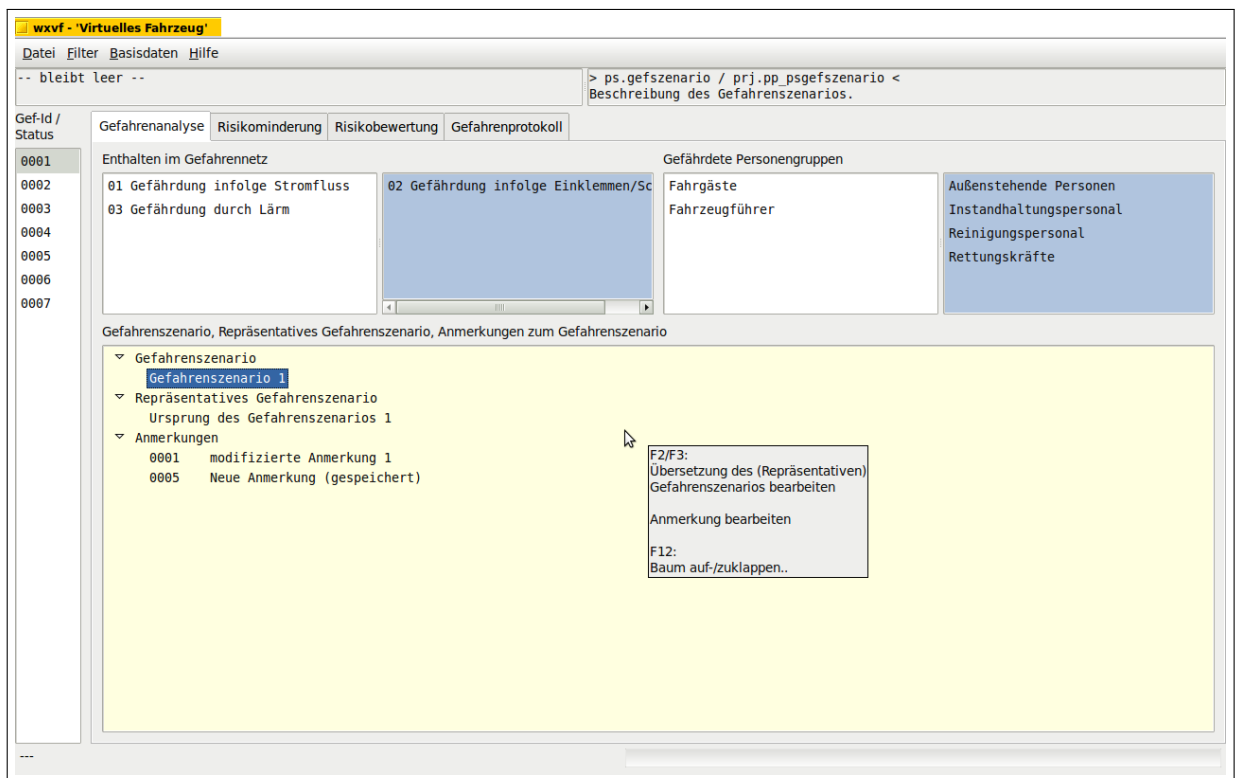 wxvf - 'Virtuelles Fahrzeug'
Datei Filter Basisdaten Hilfe
-- bleibt leer --
> ps.gefszenario / prj.pp_psgefszenario <
Beschreibung des Gefahrenszenarios.
Gef-Id /
Status
Gefahrenanalyse Risikominderung Risikobewertung Gefahrenprotokoll
0001
0002
0003
0004
0005
0006
0007
Enthalten im Gefahrennetz
01 Gefährdung infolge Stromfluss
03 Gefährdung durch Lärm
02 Gefährdung infolge Einklemmen/Sc
Gefährdete Personengruppen
Fahrgäste
Fahrzeugführer
Außenstehende Personen
Instandhaltungspersonal
Reinigungspersonal
Rettungskräfte
Gefahrenszenario, Repräsentatives Gefahrenszenario, Anmerkungen zum Gefahrenszenario
Gefahrenszenario
Gefahrenszenario 1
Repräsentatives Gefahrenszenario
Ursprung des Gefahrenszenarios 1
Anmerkungen
0001 modifizierte Anmerkung 1
0005 Neue Anmerkung (gespeichert)
F2/F3:
Übersetzung des (Repräsentativen)
Gefahrenszenarios bearbeiten
Anmerkung bearbeiten
F12:
Baum auf-/zuklappen..
---